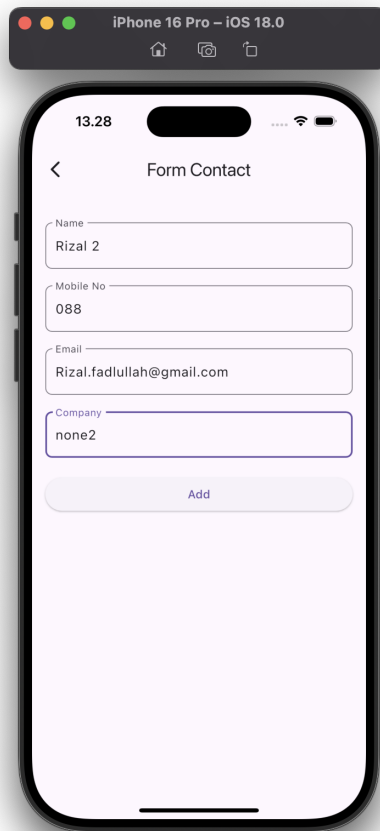 iPhone 16 Pro – iOS 18.0
13.28
Form Contact
Name
Rizal 2
Mobile No
088
Email
Rizal.fadlullah@gmail.com
Company
none2
Add